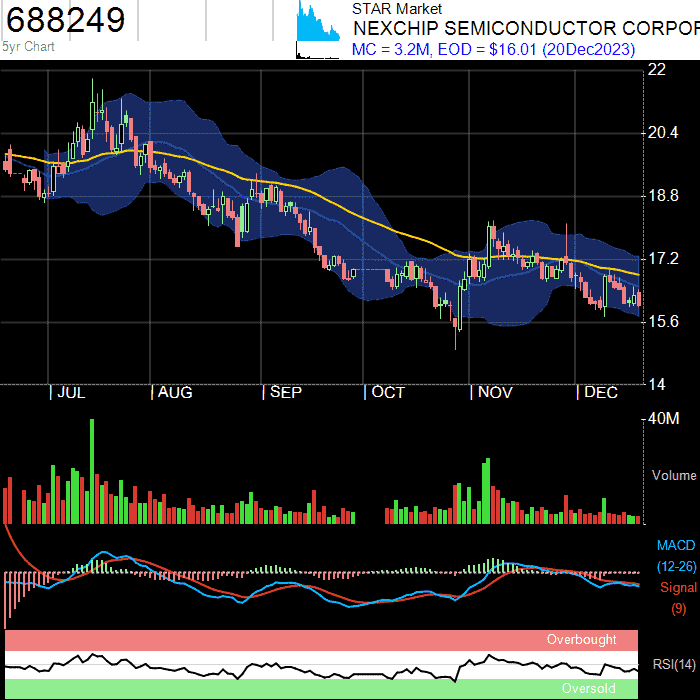 688249
5yr Chart
STAR Market
NEXCHIP SEMICONDUCTOR CORPOR
MC = 3.2M, EOD = $16.01 (20Dec2023)
22
20.4
18.8
17.2
15.6
14
| JUL | AUG | SEP | OCT | NOV | DEC
40M
Volume
MACD
(12-26)
Signal
(9)
Overbought
RSI(14)
Oversold